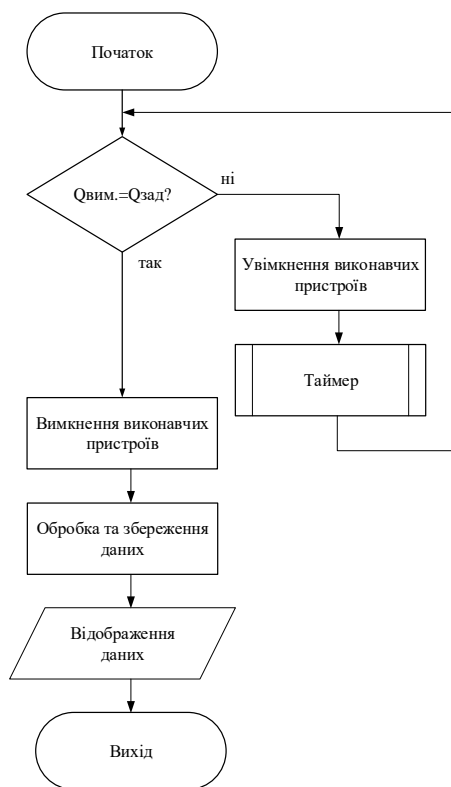 Початок
Qвим.=Qзад?
ні
так
Увімкнення виконавчих
пристроїв
Таймер
Вимкнення виконавчих
пристроїв
Обробка та збереження
даних
Відображення
даних
Вихід